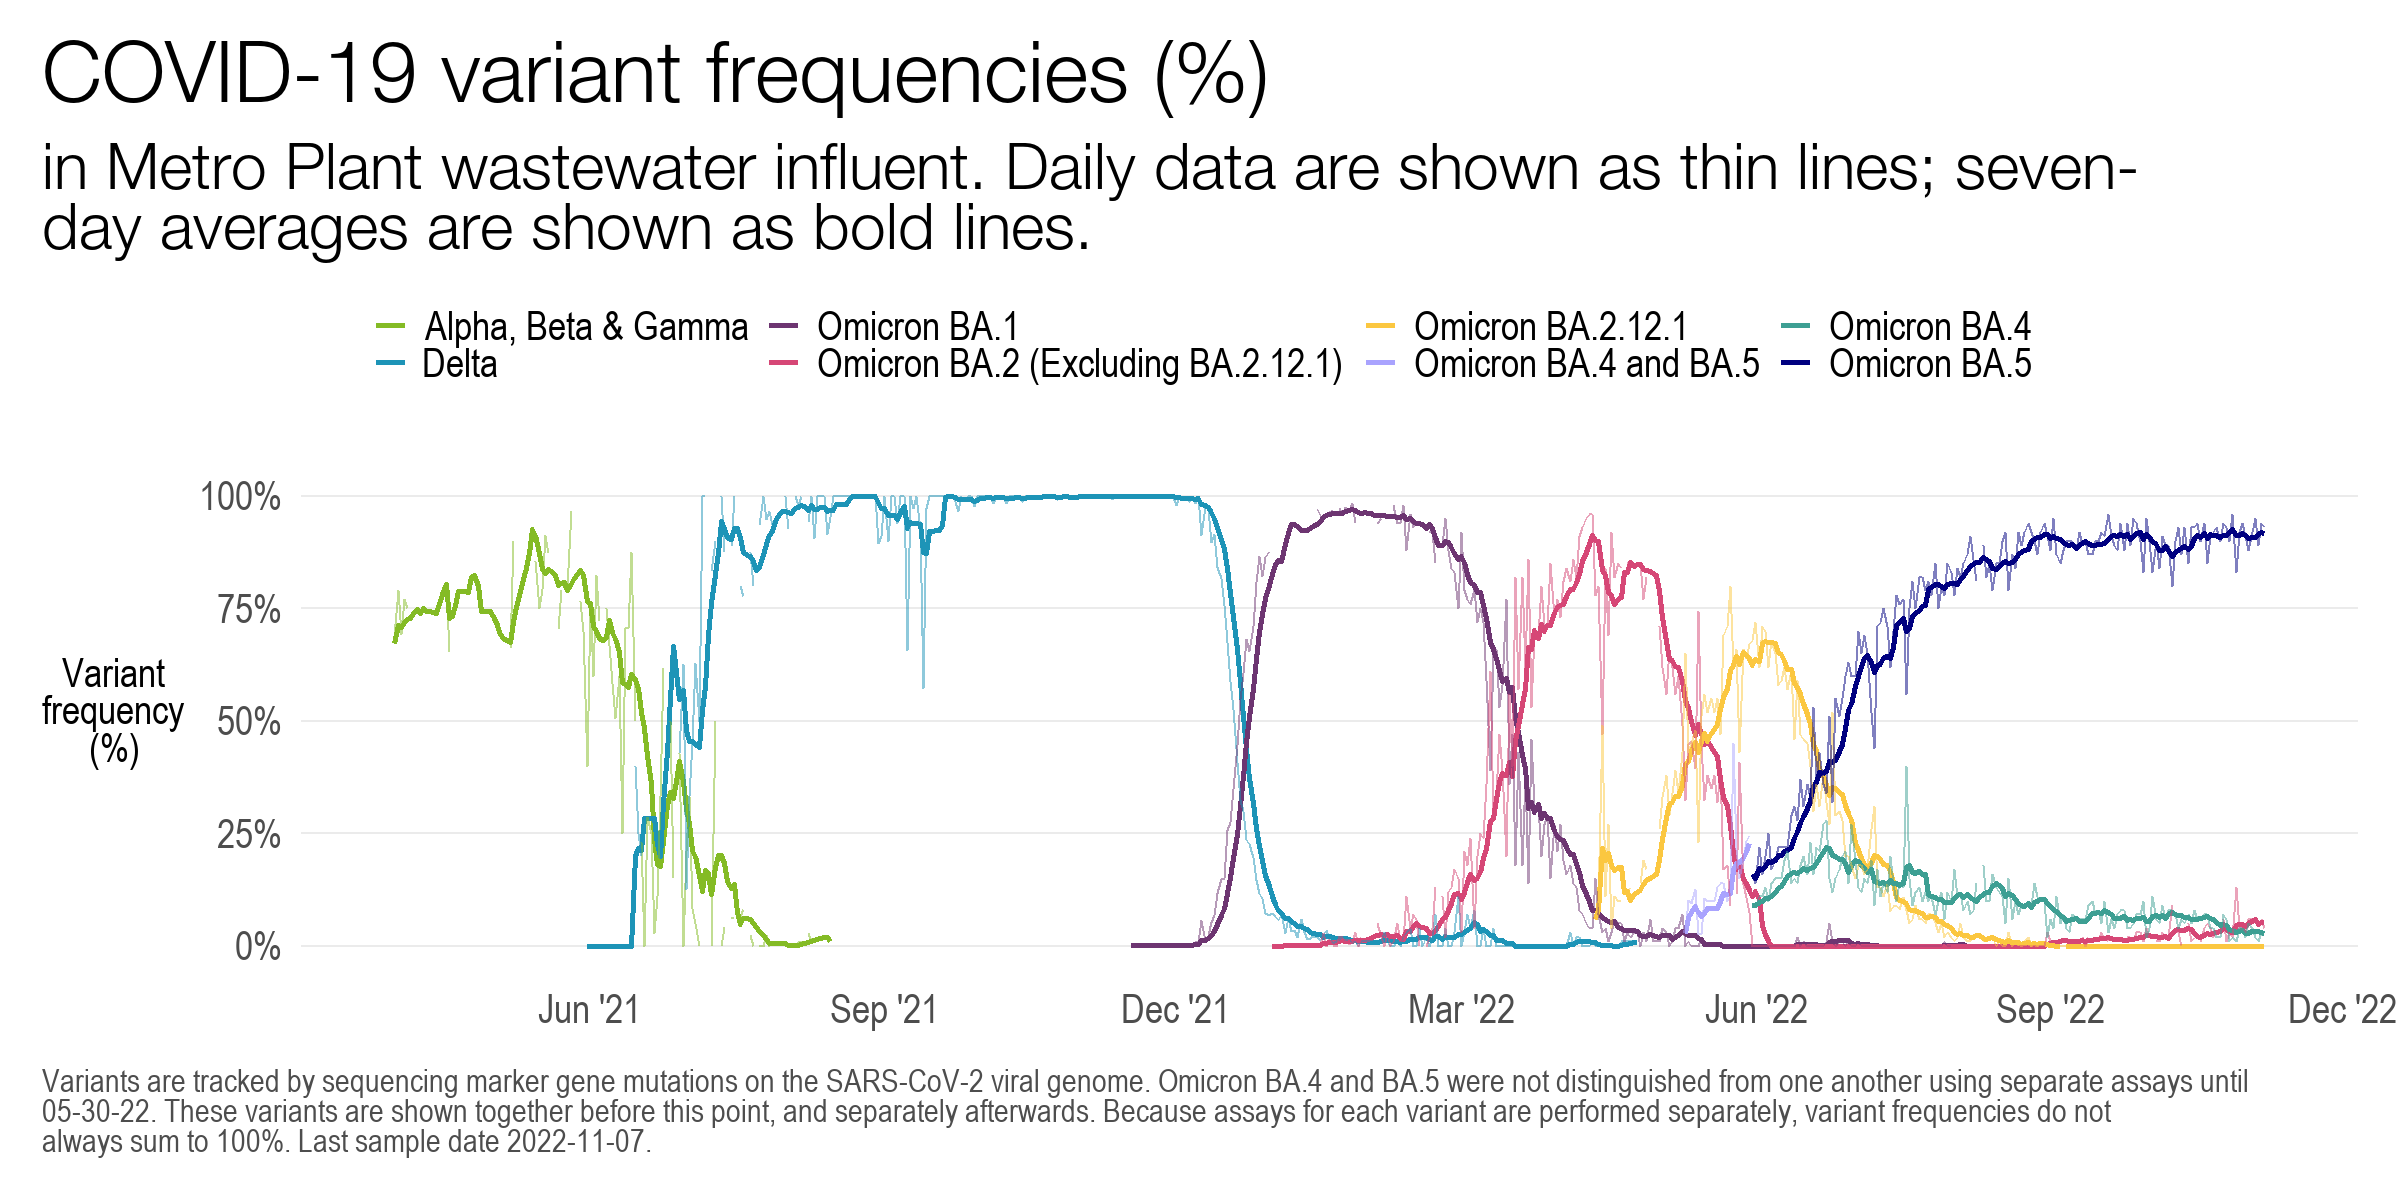 COVID-19 variant frequencies (%)
in Metro Plant wastewater influent. Daily data are shown as thin lines; seven-
day averages are shown as bold lines.
Alpha, Beta & Gamma
Omicron BA.1
Omicron BA.2.12.1
Omicron BA.4
Delta
Omicron BA.2 (Excluding BA.2.12.1)
Omicron BA.4 and BA.5
Omicron BA.5
Variant
frequency
(%)
100%
75%
50%
25%
0%
Jun '21
Sep '21
Dec '21
Mar '22
Jun '22
Sep '22
Dec '22
Variants are tracked by sequencing marker gene mutations on the SARS-CoV-2 viral genome. Omicron BA.4 and BA.5 were not distinguished from one another using separate assays until
05-30-22. These variants are shown together before this point, and separately afterwards. Because assays for each variant are performed separately, variant frequencies do not
always sum to 100%. Last sample date 2022-11-07.